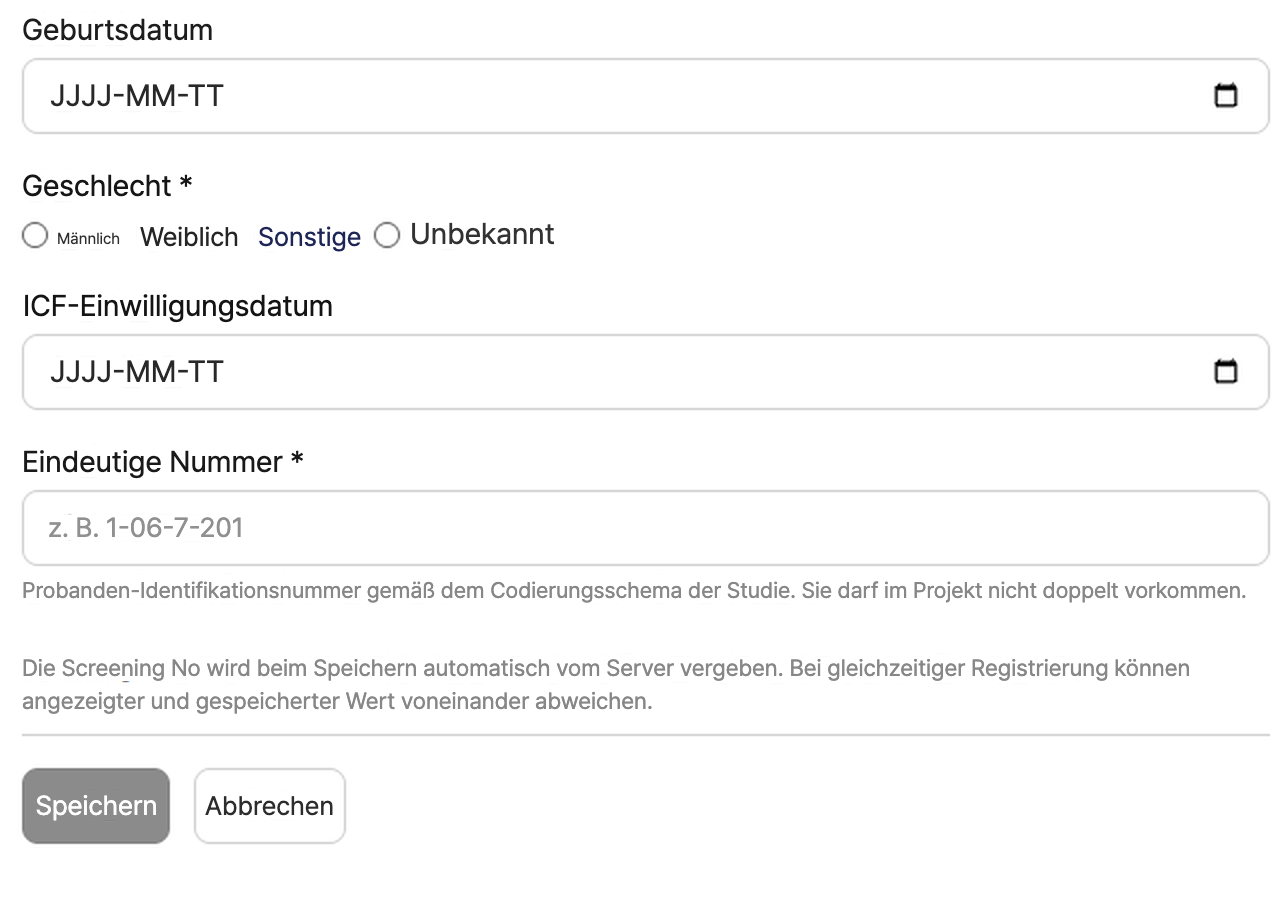 Geburtsdatum
JJJJ-MM-TT
Geschlecht *
Männlich Weiblich Sonstige Unbekannt
ICF-Einwilligungsdatum
JJJJ-MM-TT
Eindeutige Nummer *
z. B. 1-06-7-201
Probanden-Identifikationsnummer gemäß dem Codierungsschema der Studie. Sie darf im Projekt nicht doppelt vorkommen.
Die Screening No wird beim Speichern automatisch vom Server vergeben. Bei gleichzeitiger Registrierung können
angezeigter und gespeicherter Wert voneinander abweichen.
Speichern Abbrechen